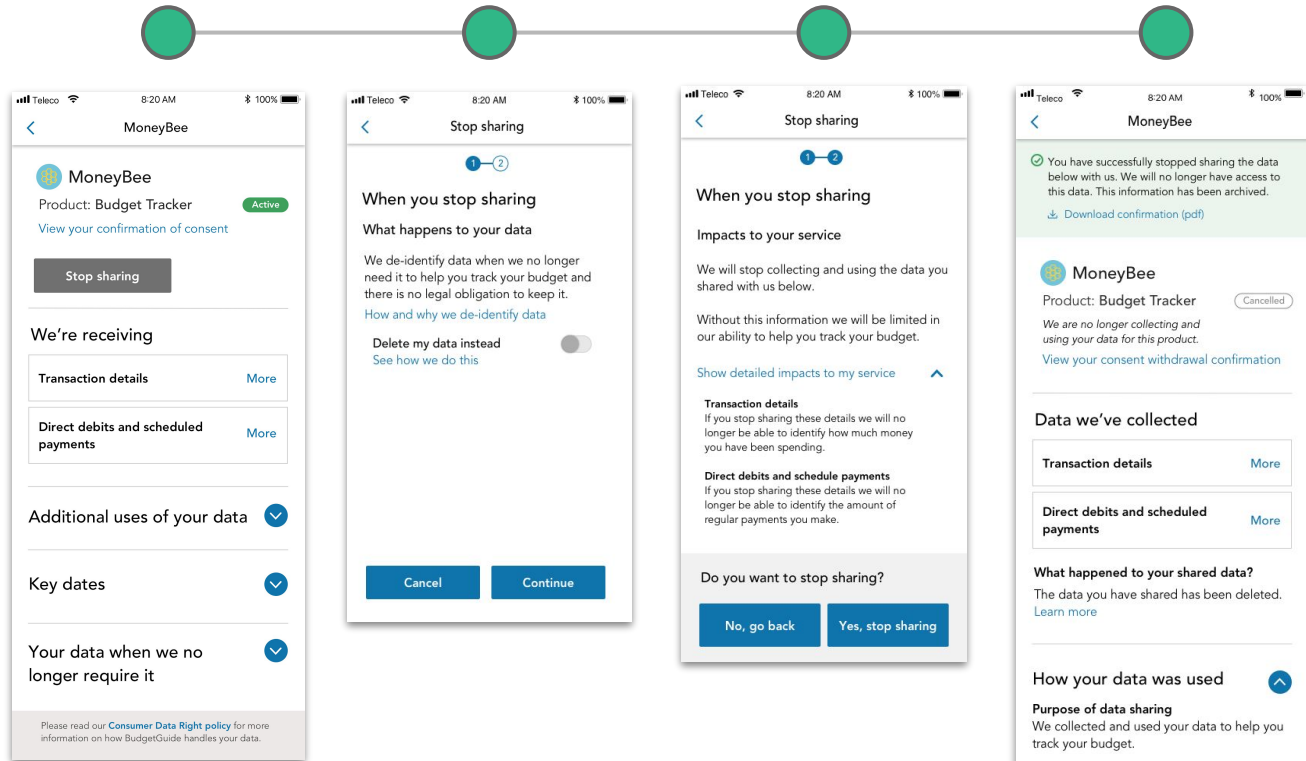 Teleco
8:20 AM
100%
MoneyBee
MoneyBee
Product: Budget Tracker
Active
View your confirmation of consent
Stop sharing
We're receiving
Transaction details
More
Direct debits and scheduled
payments
More
Additional uses of your data
Key dates
Your data when we no
longer require it
Please read our Consumer Data Right policy for more
information on how BudgetGuide handles your data.
Teleco
8:20 AM
100%
Stop sharing
1
2
When you stop sharing
What happens to your data
We de-identify data when we no longer
need it to help you track your budget and
there is no legal obligation to keep it.
How and why we de-identify data
Delete my data instead
See how we do this
Cancel
Continue
Teleco
8:20 AM
100%
Stop sharing
1
2
When you stop sharing
Impacts to your service
We will stop collecting and using the data you
shared with us below.
Without this information we will be limited in
our ability to help you track your budget.
Show detailed impacts to my service
Transaction details
If you stop sharing these details we will no
longer be able to identify how much money
you have been spending.
Direct debits and schedule payments
If you stop sharing these details we will no
longer be able to identify the amount of
regular payments you make.
Do you want to stop sharing?
No, go back
Yes, stop sharing
Teleco
8:20 AM
100%
MoneyBee
You have successfully stopped sharing the data
below with us. We will no longer have access to
this data. This information has been archived.
Download confirmation (pdf)
MoneyBee
Product: Budget Tracker
Cancelled
We are no longer collecting and
using your data for this product.
View your consent withdrawal confirmation
Data we've collected
Transaction details
More
Direct debits and scheduled
payments
More
What happened to your shared data?
The data you have shared has been deleted.
Learn more
How your data was used
Purpose of data sharing
We collected and used your data to help you
track your budget.